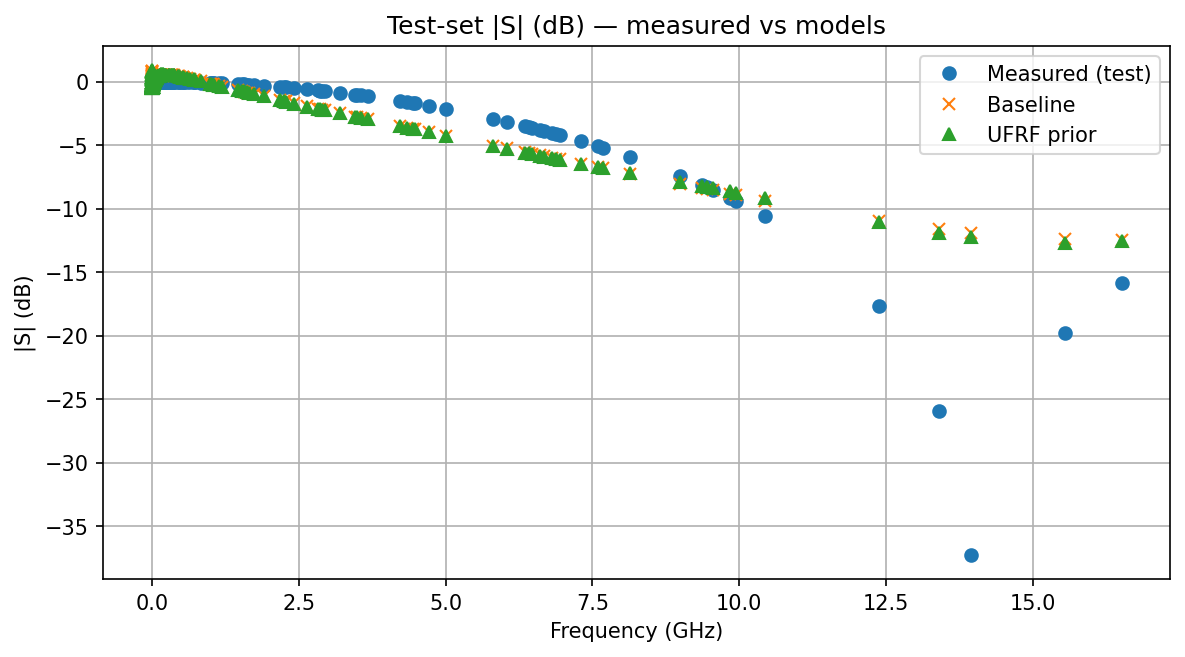 Test-set |S| (dB) — measured vs models
Measured (test)
Baseline
UFRF prior
0
−5
−10
−15
−20
−25
−30
−35
|S| (dB)
0.0
2.5
5.0
7.5
10.0
12.5
15.0
Frequency (GHz)